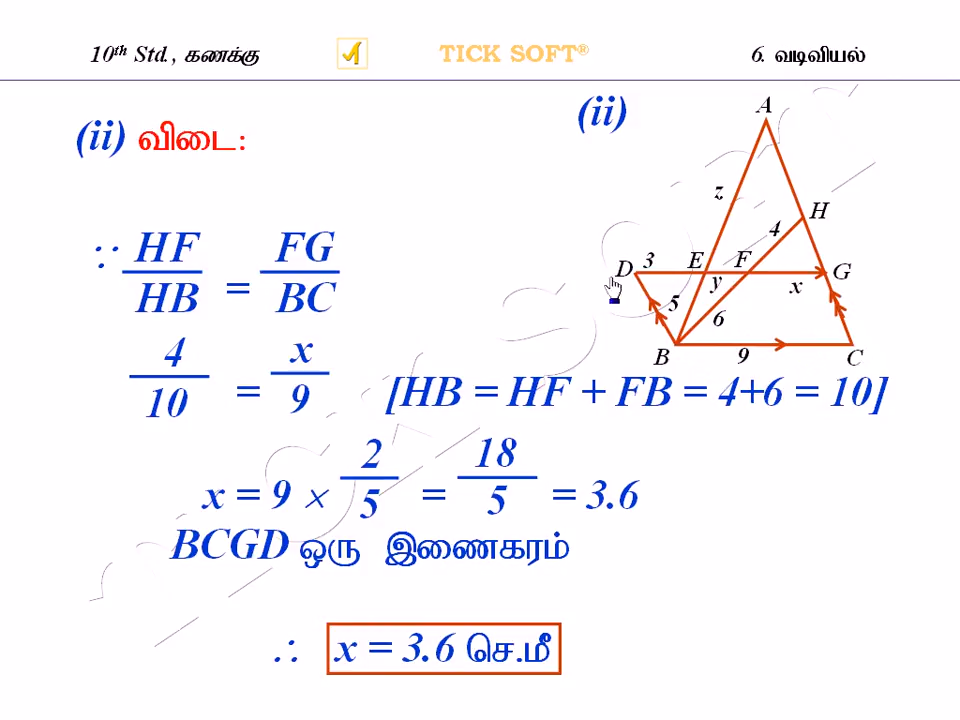 10th Std., கணக்கு TICK SOFT® 6. வடிவியல்
(ii) விடை:
(ii)
A
z
H
4
D 3 E F G
y x
5
6
B 9 C
∵ HF/HB = FG/BC
4/10 = x/9 [HB = HF + FB = 4+6 = 10]
x = 9 × 2/5 = 18/5 = 3.6
BCGD ஒரு இணைகரம்
∴ x = 3.6 செ.மீ